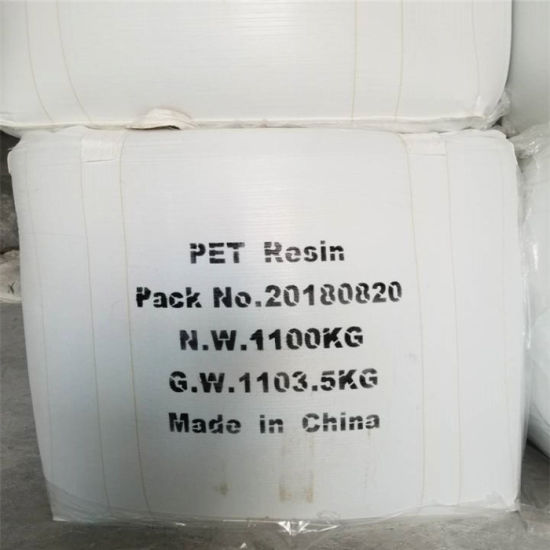 PET Resin
Pack No.20180820
N.W.1100KG
G.W.1103.5KG
Made in China